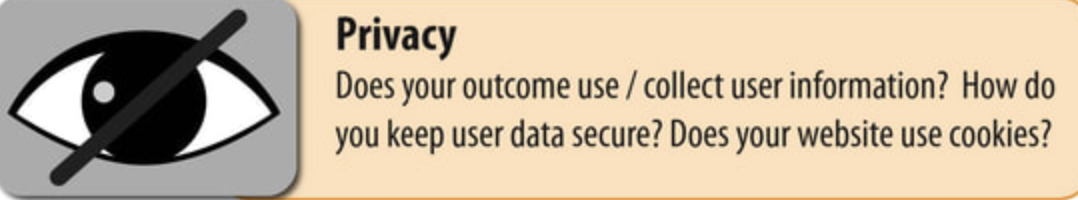 Privacy
Does your outcome use / collect user information?  How do
you keep user data secure? Does your website use cookies?